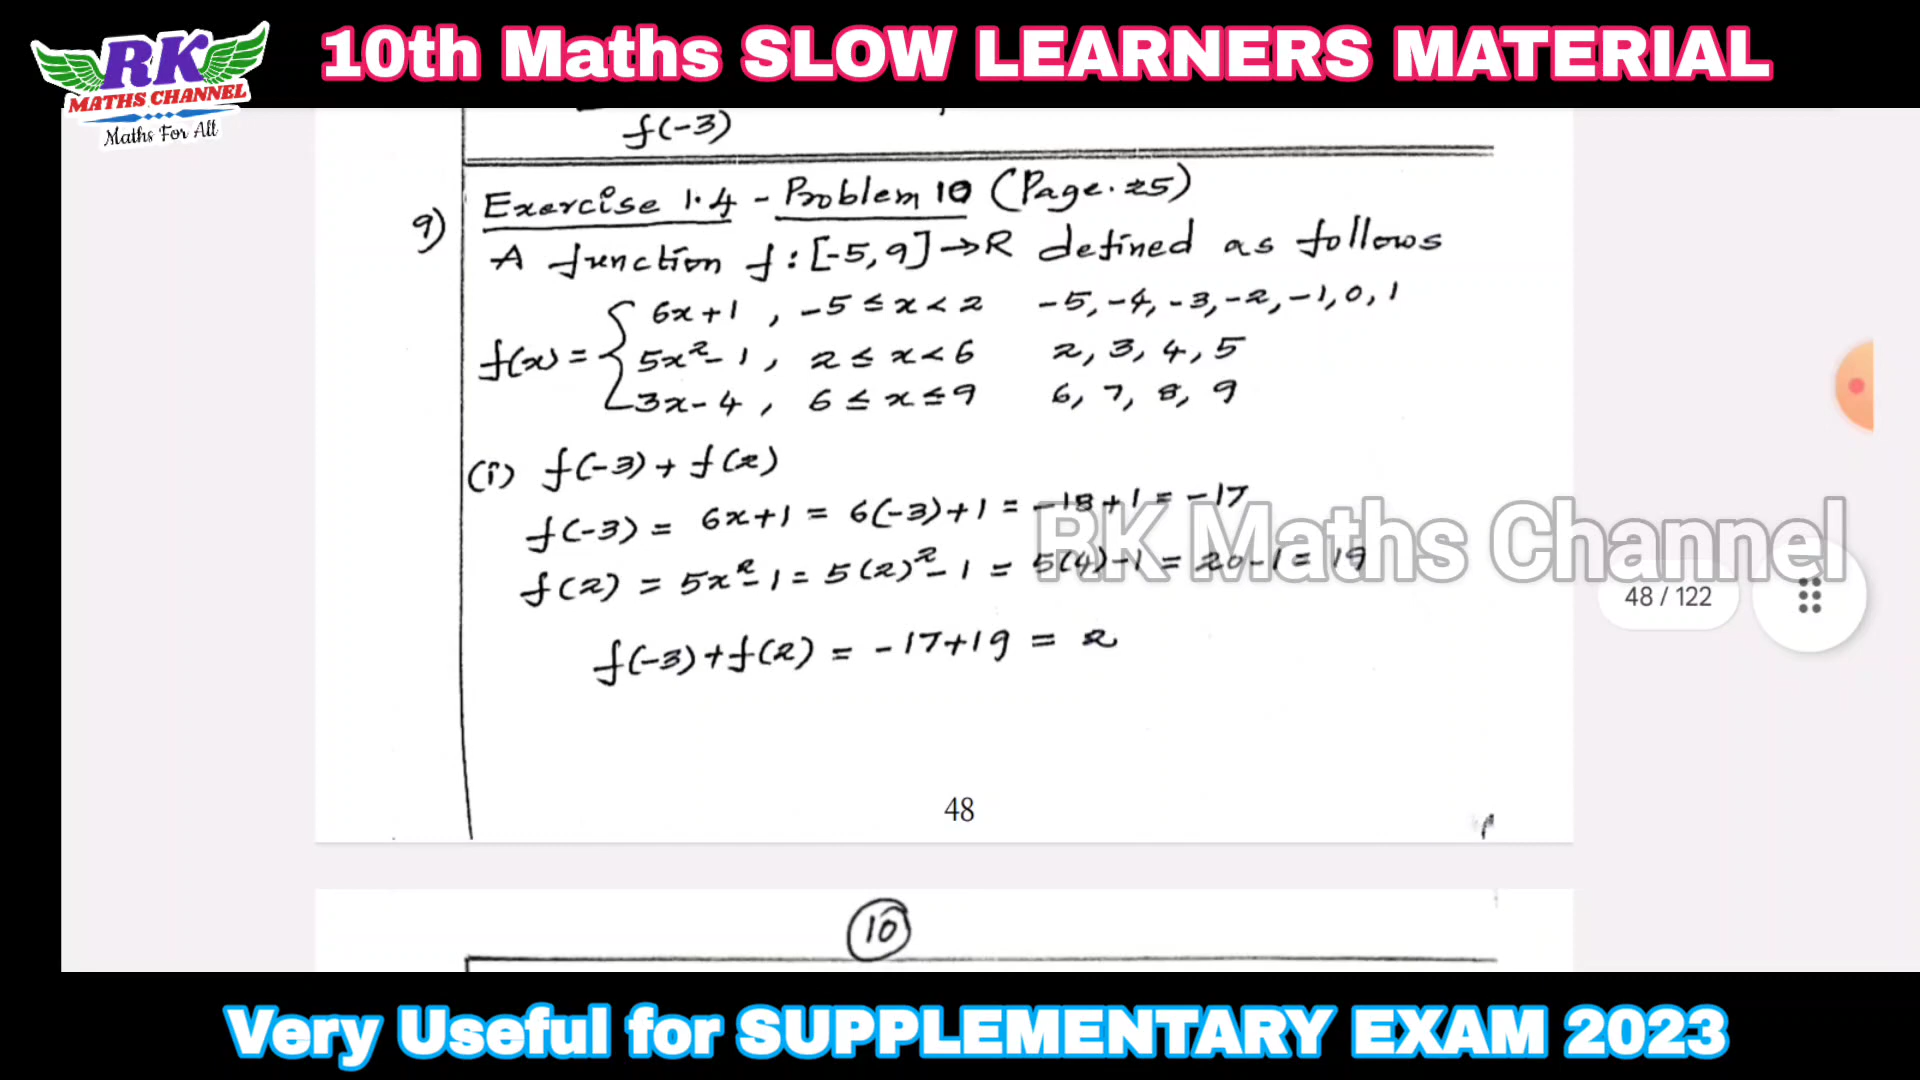 RK
MATHS CHANNEL
Maths For All
10th Maths SLOW LEARNERS MATERIAL
f(-3)
9) Exercise 1.4 - Problem 10 (Page. 25)
A function f : [-5, 9] → R defined as follows
f(x) = { 6x+1 , -5 ≤ x < 2 -5, -4, -3, -2, -1, 0, 1
5x² - 1, 2 ≤ x < 6 2, 3, 4, 5
3x - 4 , 6 ≤ x ≤ 9 6, 7, 8, 9
(i) f(-3) + f(2)
f(-3) = 6x+1 = 6(-3)+1 = -18+1 = -17
f(2) = 5x²-1 = 5(2)²-1 = 5(4)-1 = 20-1 = 19
RK Maths Channel
48 / 122
f(-3)+f(2) = -17+19 = 2
48
10
Very Useful for SUPPLEMENTARY EXAM 2023